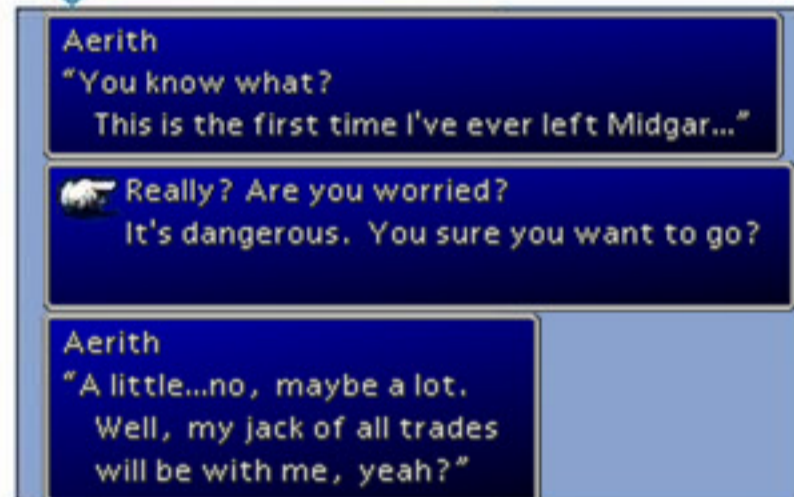 Aerith
“You know what?
This is the first time I've ever left Midgar...”
Really? Are you worried?
It's dangerous. You sure you want to go?
Aerith
“A little...no, maybe a lot.
Well, my jack of all trades
will be with me, yeah?”